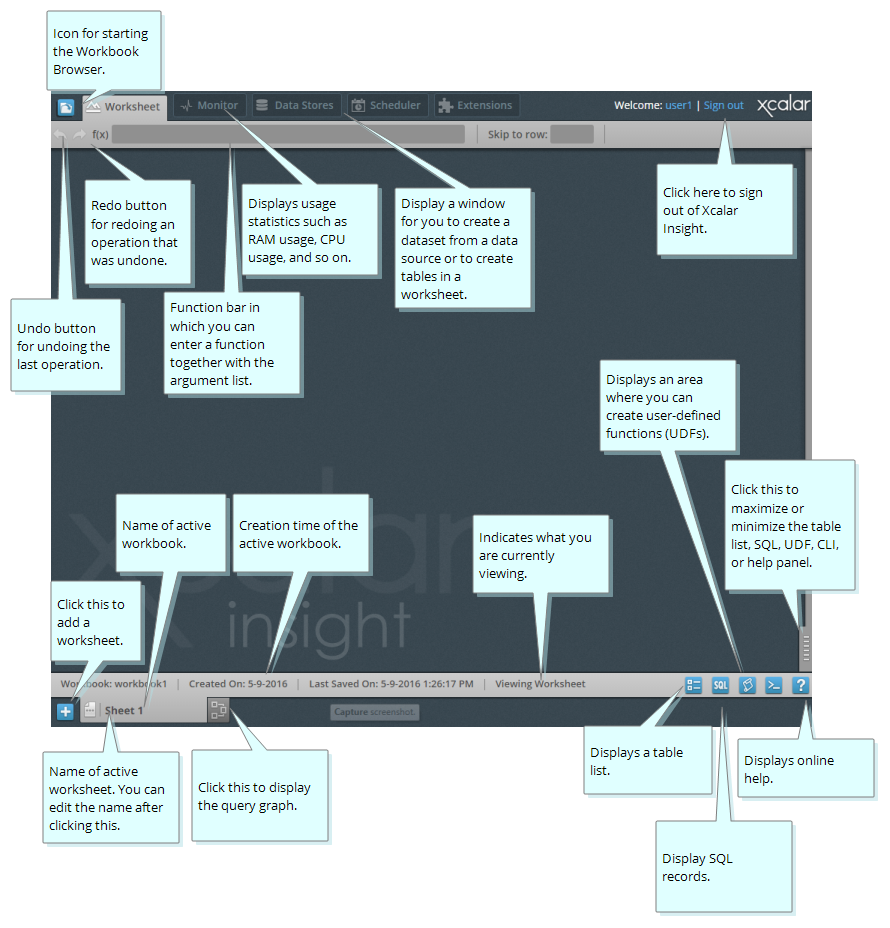 Icon for starting
the Workbook
Browser.
Worksheet
Monitor
Data Stores
Scheduler
Extensions
Welcome: user1 | Sign out
xcalar
f(x)
Skip to row:
Redo button
for redoing an
operation that
was undone.
Displays usage
statistics such as
RAM usage, CPU
usage, and so on.
Display a window
for you to create a
dataset from a data
source or to create
tables in a
worksheet.
Click here to sign
out of Xcalar
Insight.
Undo button
for undoing the
last operation.
Function bar in
which you can
enter a function
together with the
argument list.
Displays an area
where you can
create user-defined
functions (UDFs).
Click this to
maximize or
minimize the table
list, SQL, UDF, CLI,
or help panel.
Name of active
workbook.
Creation time of the
active workbook.
Indicates what you
are currently
viewing.
xcalar
insight
Click this to
add a
worksheet.
Workbook: workbook1 | Created On: 5-9-2016 | Last Saved On: 5-9-2016 1:26:17 PM | Viewing Worksheet
SQL
?
Sheet 1
Capture screenshot.
Name of active
worksheet. You can
edit the name after
clicking this.
Click this to display
the query graph.
Displays a table
list.
Displays online
help.
Display SQL
records.